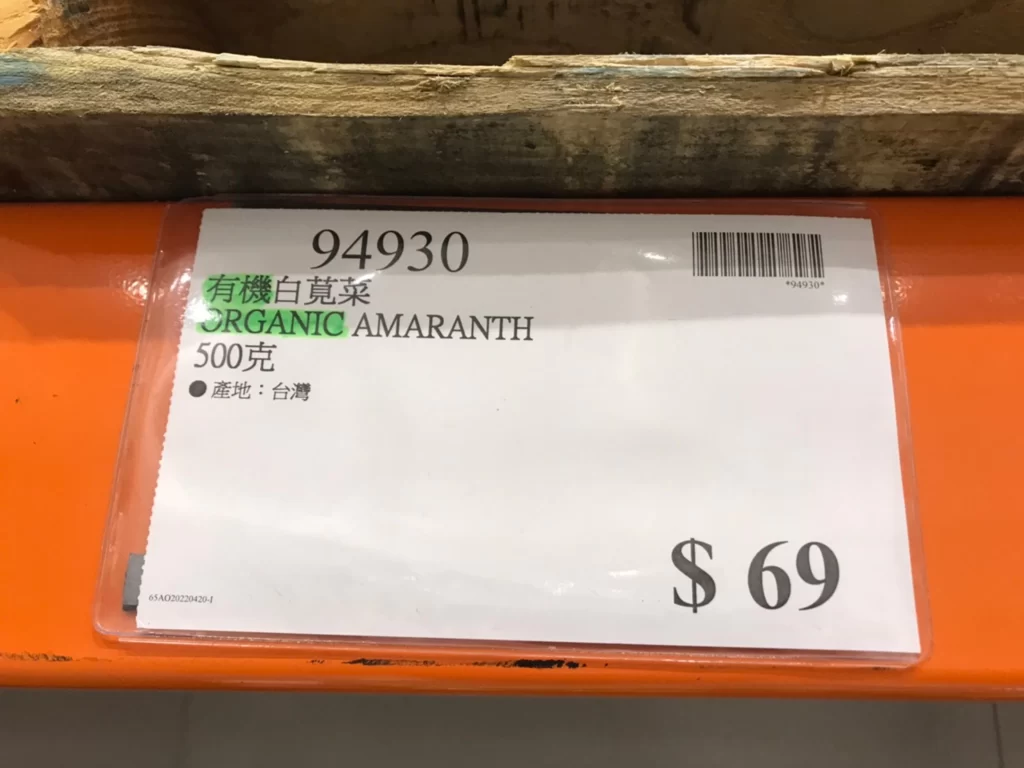 94930
*94930*
有機白莧菜
ORGANIC AMARANTH
500克
● 產地：台灣
$ 69
65AO20220420-1